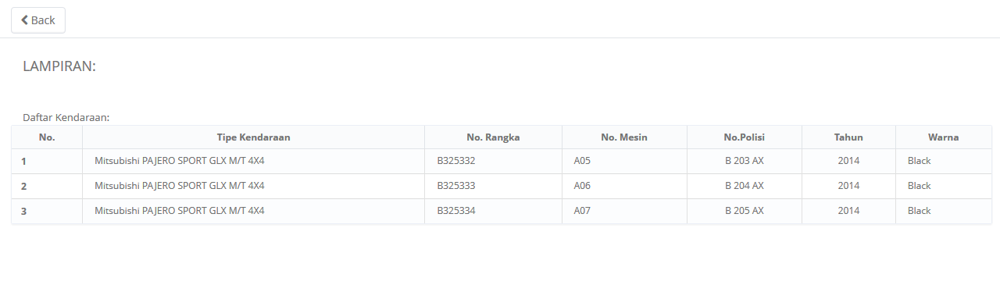 Back
LAMPIRAN:
Daftar Kendaraan:
No. Tipe Kendaraan No. Rangka No. Mesin No.Polisi Tahun Warna
1 Mitsubishi PAJERO SPORT GLX M/T 4X4 B325332 A05 B 203 AX 2014 Black
2 Mitsubishi PAJERO SPORT GLX M/T 4X4 B325333 A06 B 204 AX 2014 Black
3 Mitsubishi PAJERO SPORT GLX M/T 4X4 B325334 A07 B 205 AX 2014 Black